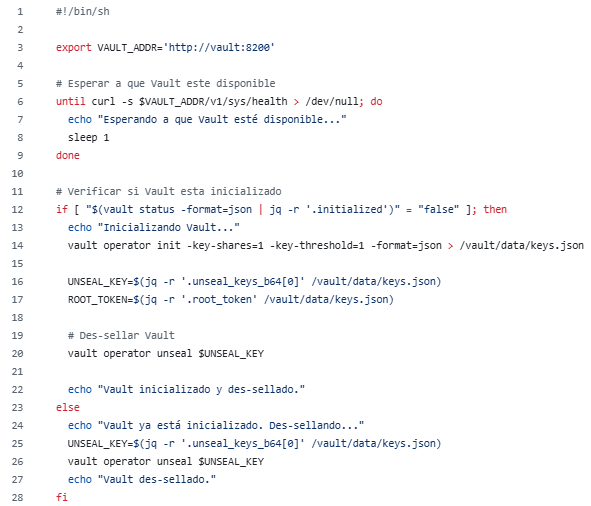 1 #!/bin/sh
2
3 export VAULT_ADDR='http://vault:8200'
4
5 # Esperar a que Vault este disponible
6 until curl -s $VAULT_ADDR/v1/sys/health > /dev/null; do
7 echo "Esperando a que Vault esté disponible..."
8 sleep 1
9 done
10
11 # Verificar si Vault esta inicializado
12 if [ "$(vault status -format=json | jq -r '.initialized')" = "false" ]; then
13 echo "Inicializando Vault..."
14 vault operator init -key-shares=1 -key-threshold=1 -format=json > /vault/data/keys.json
15
16 UNSEAL_KEY=$(jq -r '.unseal_keys_b64[0]' /vault/data/keys.json)
17 ROOT_TOKEN=$(jq -r '.root_token' /vault/data/keys.json)
18
19 # Des-sellar Vault
20 vault operator unseal $UNSEAL_KEY
21
22 echo "Vault inicializado y des-sellado."
23 else
24 echo "Vault ya está inicializado. Des-sellando..."
25 UNSEAL_KEY=$(jq -r '.unseal_keys_b64[0]' /vault/data/keys.json)
26 vault operator unseal $UNSEAL_KEY
27 echo "Vault des-sellado."
28 fi